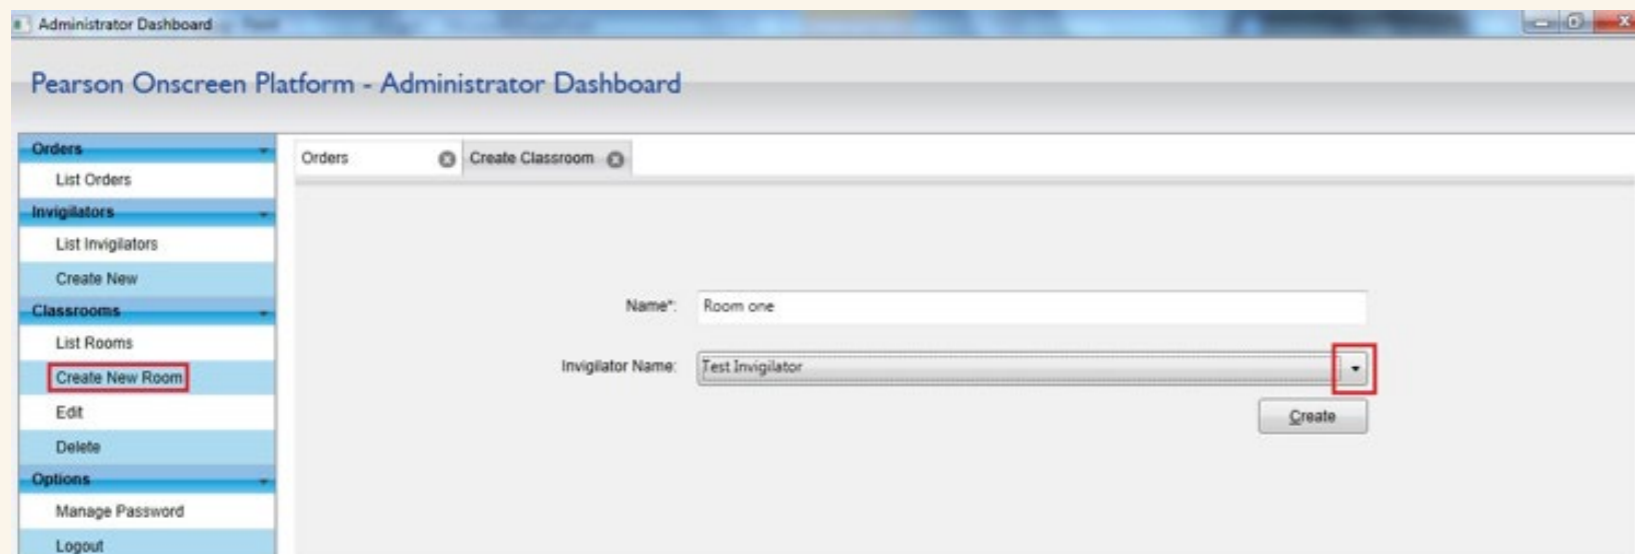 Administrator Dashboard
Pearson Onscreen Platform - Administrator Dashboard
Orders
List Orders
Invigilators
List Invigilators
Create New
Classrooms
List Rooms
Create New Room
Edit
Delete
Options
Manage Password
Logout
Orders
Create Classroom
Name*: Room one
Invigilator Name: Test Invigilator
Create